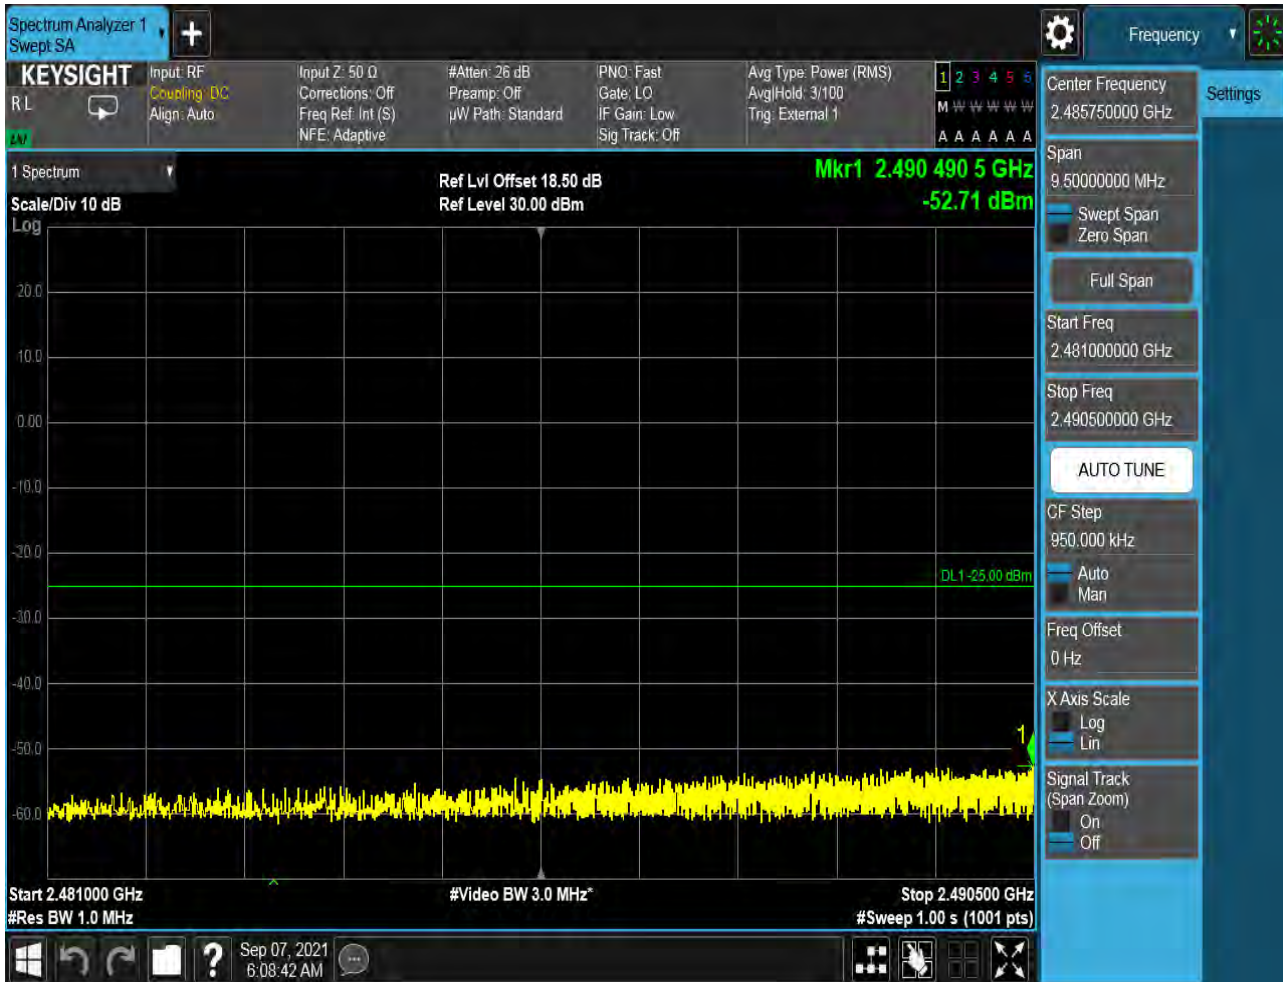 Spectrum Analyzer 1
Swept SA
Frequency
KEYSIGHT
R L
Input: RF
Coupling: DC
Align: Auto
Input Z: 50 Ω
Corrections: Off
Freq Ref: Int (S)
NFE: Adaptive
#Atten: 26 dB
Preamp: Off
µW Path: Standard
PNO: Fast
Gate: LO
IF Gain: Low
Sig Track: Off
Avg Type: Power (RMS)
Avg|Hold: 3/100
Trig: External 1
1 2 3 4 5 6
M W W W W W
A A A A A A
1 Spectrum
Scale/Div 10 dB
Log
Ref Lvl Offset 18.50 dB
Ref Level 30.00 dBm
Mkr1 2.490 490 5 GHz
-52.71 dBm
20.0
10.0
0.00
-10.0
-20.0
DL1 -25.00 dBm
-30.0
-40.0
-50.0
1
-60.0
Start 2.481000 GHz
#Res BW 1.0 MHz
#Video BW 3.0 MHz*
Stop 2.490500 GHz
#Sweep 1.00 s (1001 pts)
Sep 07, 2021
6:08:42 AM
Center Frequency
2.485750000 GHz
Settings
Span
9.50000000 MHz
Swept Span
Zero Span
Full Span
Start Freq
2.481000000 GHz
Stop Freq
2.490500000 GHz
AUTO TUNE
CF Step
950.000 kHz
Auto
Man
Freq Offset
0 Hz
X Axis Scale
Log
Lin
Signal Track
(Span Zoom)
On
Off